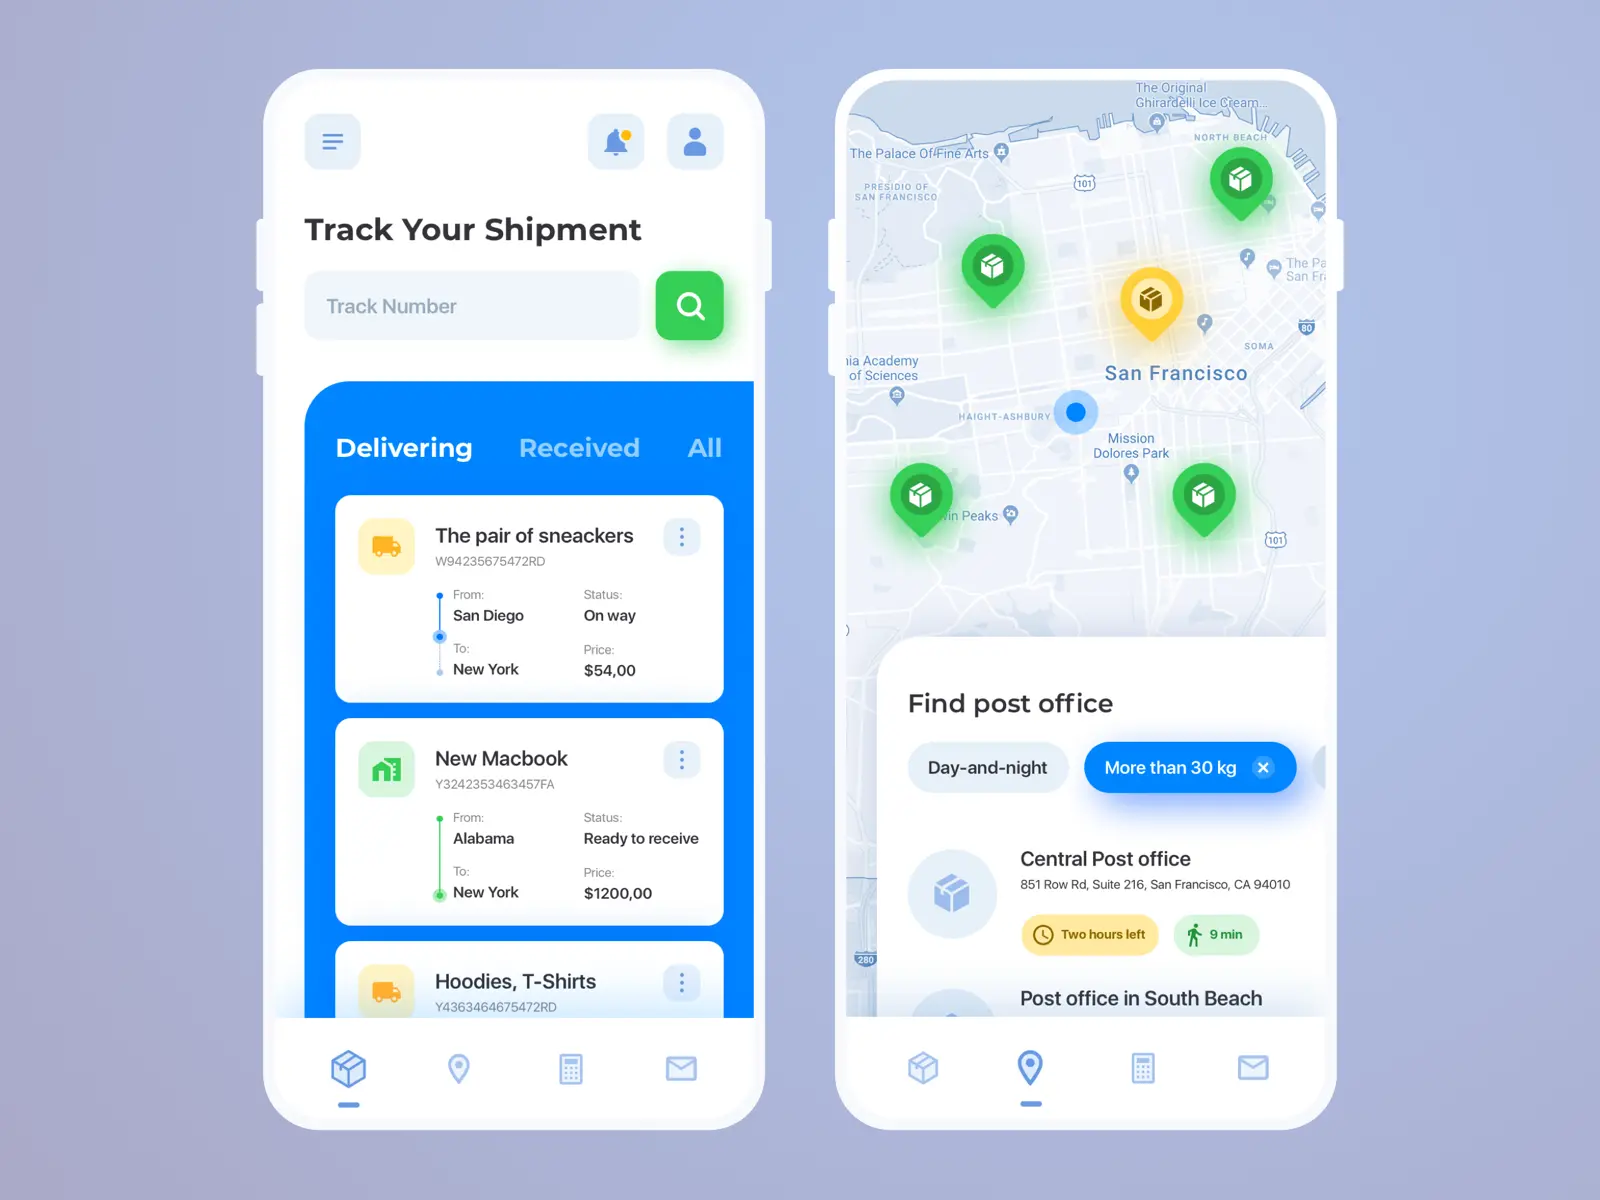 Track Your Shipment
Track Number
Delivering
Received
All
The pair of sneackers
W94235675472RD
From:
San Diego
Status:
On way
To:
New York
Price:
$54,00
New Macbook
Y3242353463457FA
From:
Alabama
Status:
Ready to receive
To:
New York
Price:
$1200,00
Hoodies, T-Shirts
Y4363464675472RD
The Original
Ghirardelli Ice Cream...
NORTH BEACH
The Palace Of Fine Arts
101
PRESIDIO OF
SAN FRANCISCO
The Pa
San Fra
80
SOMA
nia Academy
of Sciences
San Francisco
HAIGHT-ASHBURY
Mission
Dolores Park
in Peaks
101
280
Find post office
Day-and-night
More than 30 kg
Central Post office
851 Row Rd, Suite 216, San Francisco, CA 94010
Two hours left
9 min
Post office in South Beach